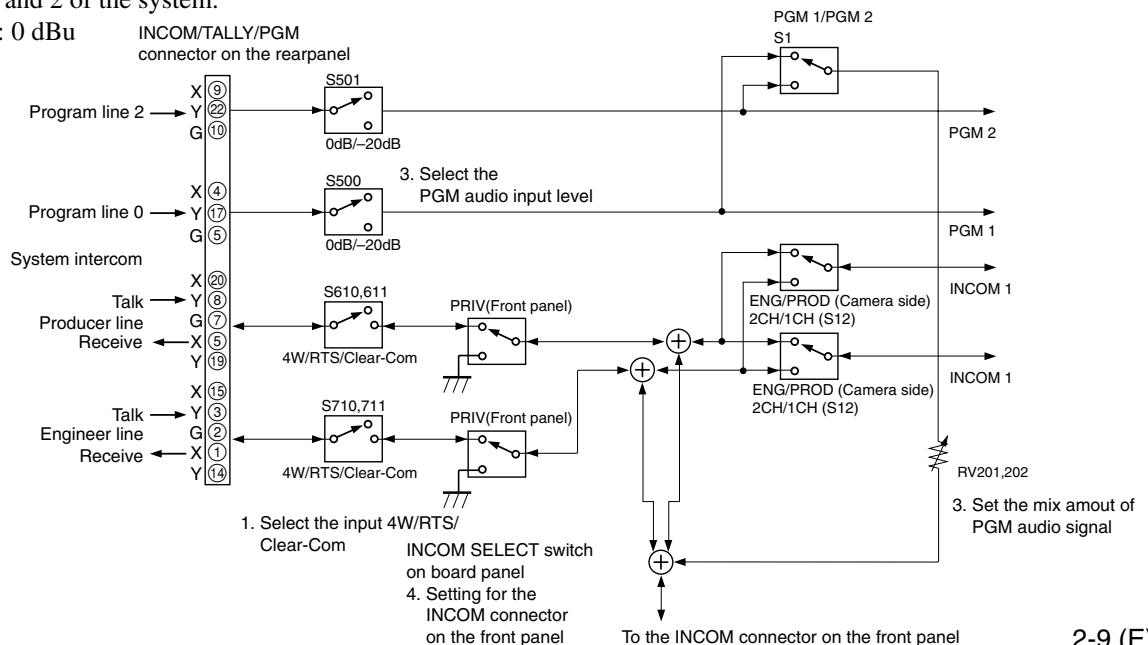 and 2 of the system.
: 0 dBu
INCOM/TALLY/PGM
connector on the rearpanel
PGM 1/PGM 2
S1
X ⑨
Program line 2
Y ㉒
G ⑩
S501
0dB/–20dB
PGM 2
3. Select the
PGM audio input level
X ④
Program line 0
Y ⑰
G ⑤
S500
0dB/–20dB
PGM 1
System intercom
X ⑳
Talk
Y ⑧
Producer line
G ⑦
Receive
X ⑤
Y ⑲
S610,611
4W/RTS/Clear-Com
PRIV(Front panel)
ENG/PROD (Camera side)
2CH/1CH (S12)
INCOM 1
ENG/PROD (Camera side)
2CH/1CH (S12)
INCOM 1
X ⑮
Talk
Y ③
Engineer line
G ②
Receive
X ①
Y ⑭
S710,711
4W/RTS/Clear-Com
PRIV(Front panel)
RV201,202
3. Set the mix amout of
PGM audio signal
1. Select the input 4W/RTS/
Clear-Com
INCOM SELECT switch
on board panel
4. Setting for the
INCOM connector
on the front panel
To the INCOM connector on the front panel
2-9 (E)